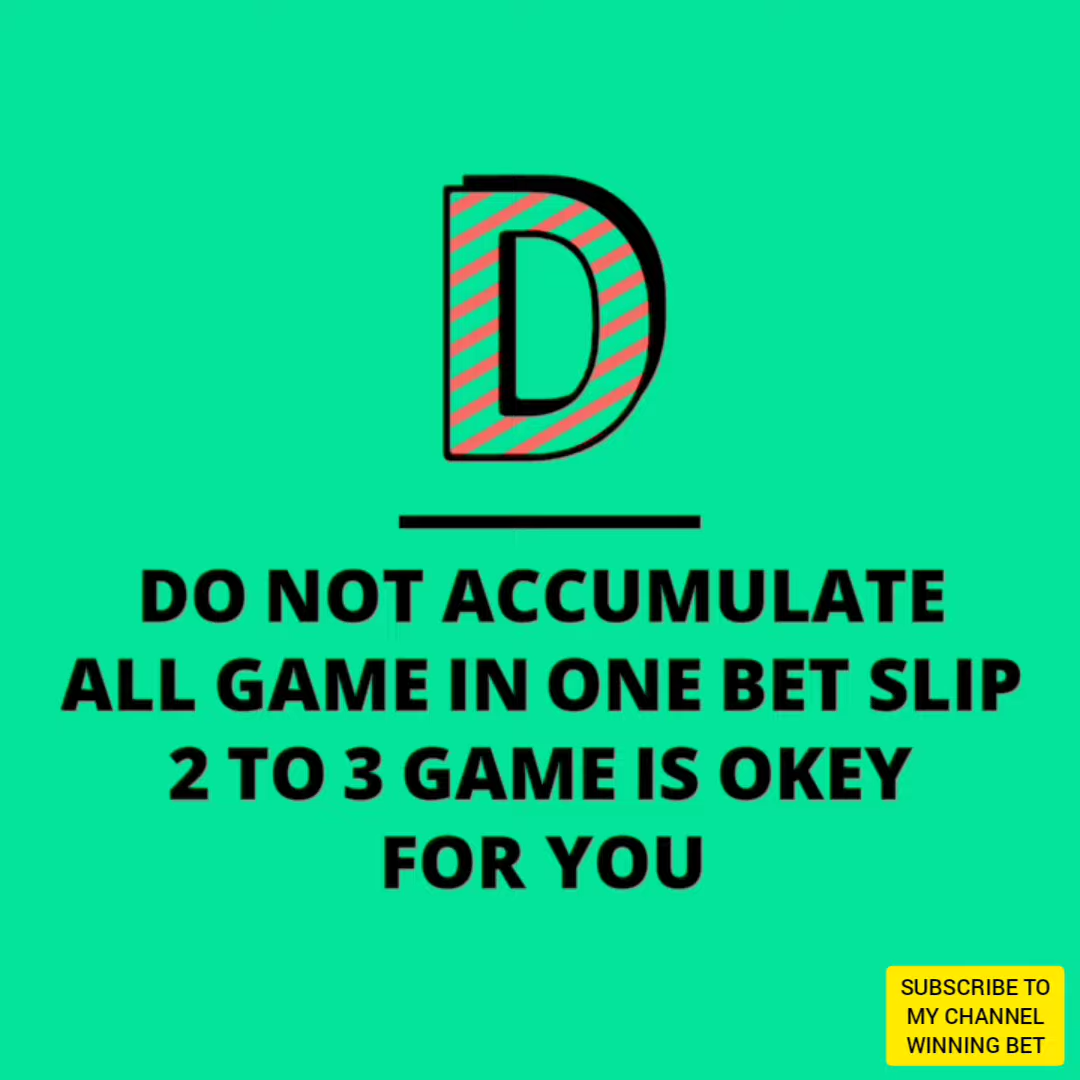 D
DO NOT ACCUMULATE
ALL GAME IN ONE BET SLIP
2 TO 3 GAME IS OKEY
FOR YOU
SUBSCRIBE TO
MY CHANNEL
WINNING BET